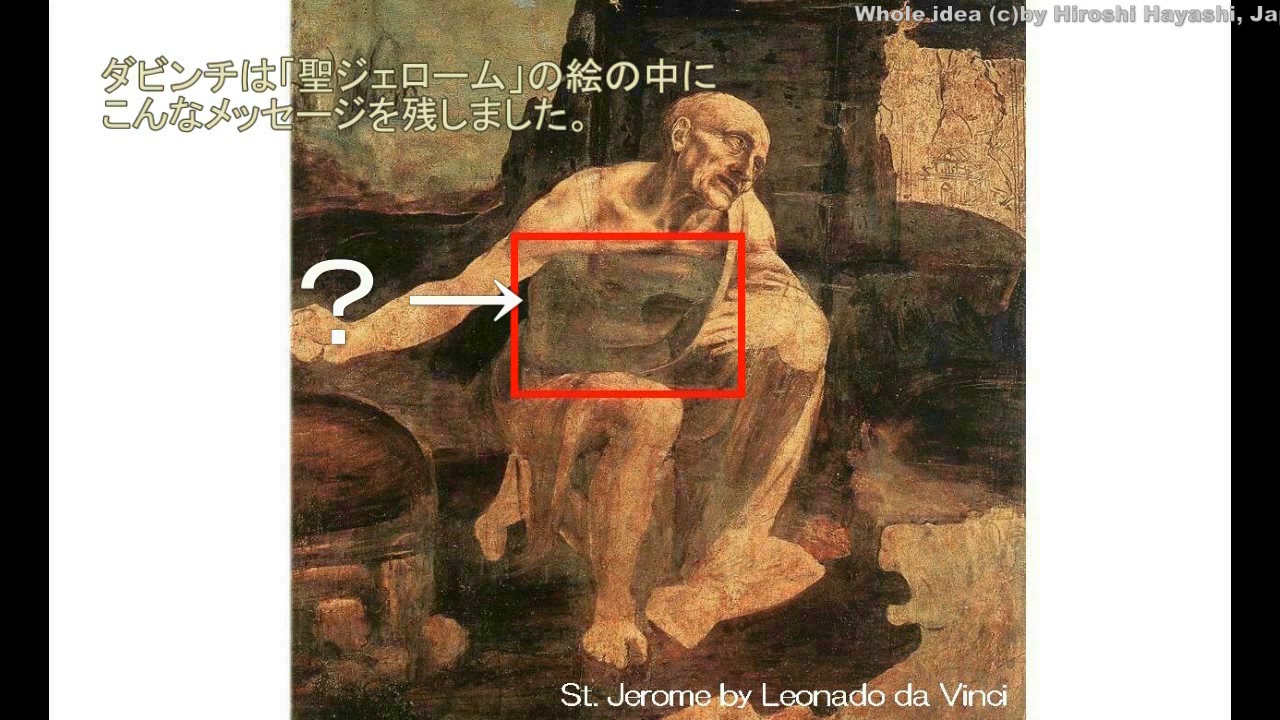 Whole idea (c)by Hiroshi Hayashi, Ja
ダビンチは「聖ジェローム」の絵の中に
こんなメッセージを残しました。
?
St. Jerome by Leonado da Vinci